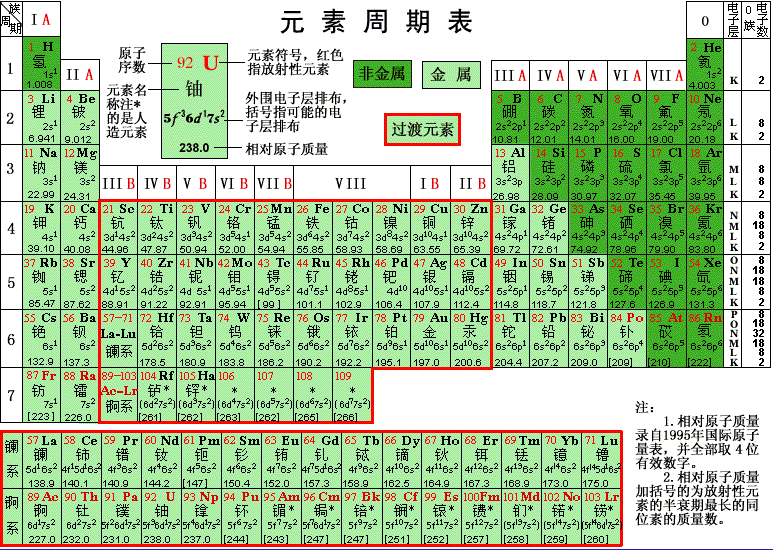 元素周期表
族
周期
I A
0
电子层
0族
电子数
1 H
氢
1s¹
1.008
2 He
氦
1s²
4.003
1
K 2
原子序数
92 U
铀
5f³6d¹7s²
238.0
元素符号，红色指放射性元素
元素名称注*的是人造元素
外围电子层排布，括号指可能的电子层排布
相对原子质量
非金属
金 属
过渡元素
III A IV A V A VI A VII A
2
3 Li 4 Be 5 B 6 C 7 N 8 O 9 F 10 Ne
锂 铍 硼 碳 氮 氧 氟 氖
2s¹ 2s² 2s²2p¹ 2s²2p² 2s²2p³ 2s²2p⁴ 2s²2p⁵ 2s²2p⁶
6.941 9.012 10.81 12.01 14.01 16.00 19.00 20.18
L 8
K 2
3
11 Na 12 Mg 13 Al 14 Si 15 P 16 S 17 Cl 18 Ar
钠 镁 铝 硅 磷 硫 氯 氩
3s¹ 3s² 3s²3p¹ 3s²3p² 3s²3p³ 3s²3p⁴ 3s²3p⁵ 3s²3p⁶
22.99 24.31 26.98 28.09 30.97 32.07 35.45 39.95
M 8
L 8
K 2
III B IV B V B VI B VII B VIII I B II B
4
19 K 20 Ca 21 Sc 22 Ti 23 V 24 Cr 25 Mn 26 Fe 27 Co 28 Ni 29 Cu 30 Zn 31 Ga 32 Ge 33 As 34 Se 35 Br 36 Kr
钾 钙 钪 钛 钒 铬 锰 铁 钴 镍 铜 锌 镓 锗 砷 硒 溴 氪
4s¹ 4s² 3d¹4s² 3d²4s² 3d³4s² 3d⁵4s¹ 3d⁵4s² 3d⁶4s² 3d⁷4s² 3d⁸4s² 3d¹⁰4s¹ 3d¹⁰4s² 4s²4p¹ 4s²4p² 4s²4p³ 4s²4p⁴ 4s²4p⁵ 4s²4p⁶
39.10 40.08 44.96 47.87 50.94 52.00 54.94 55.85 58.93 58.69 63.55 65.39 69.72 72.61 74.92 78.96 79.90 83.80
N 8
M 18
L 8
K 2
5
37 Rb 38 Sr 39 Y 40 Zr 41 Nb 42 Mo 43 Tc 44 Ru 45 Rh 46 Pd 47 Ag 48 Cd 49 In 50 Sn 51 Sb 52 Te 53 I 54 Xe
铷 锶 钇 锆 铌 钼 锝 钌 铑 钯 银 镉 铟 锡 锑 碲 碘 氙
5s¹ 5s² 4d¹5s² 4d²5s² 4d⁴5s¹ 4d⁵5s¹ 4d⁵5s² 4d⁷5s¹ 4d⁸5s¹ 4d¹⁰ 4d¹⁰5s¹ 4d¹⁰5s² 5s²5p¹ 5s²5p² 5s²5p³ 5s²5p⁴ 5s²5p⁵ 5s²5p⁶
85.47 87.62 88.91 91.22 92.91 95.94 [99] 101.1 102.9 106.4 107.9 112.4 114.8 118.7 121.8 127.6 126.9 131.3
O 8
N 18
M 18
L 8
K 2
6
55 Cs 56 Ba 57–71 72 Hf 73 Ta 74 W 75 Re 76 Os 77 Ir 78 Pt 79 Au 80 Hg 81 Tl 82 Pb 83 Bi 84 Po 85 At 86 Rn
铯 钡 La–Lu 铪 钽 钨 铼 锇 铱 铂 金 汞 铊 铅 铋 钋 砹 氡
6s¹ 6s² 镧系 5d²6s² 5d³6s² 5d⁴6s² 5d⁵6s² 5d⁶6s² 5d⁷6s² 5d⁹6s¹ 5d¹⁰6s¹ 5d¹⁰6s² 6s²6p¹ 6s²6p² 6s²6p³ 6s²6p⁴ 6s²6p⁵ 6s²6p⁶
132.9 137.3 178.5 180.9 183.8 186.2 190.2 192.2 195.1 197.0 200.6 204.4 207.2 209.0 [209] [210] [222]
P 8
O 18
N 32
M 18
L 8
K 2
7
87 Fr 88 Ra 89–103 104 Rf 105 Ha 106 107 108 109
钫 镭 Ac–Lr * * * *
7s¹ 7s² 锕系 (6d²7s²) (6d³7s²) (6d⁴7s²) (6d⁵7s²) (6d⁶7s²) (6d⁷7s²)
[223] 226.0 [261] [262] [263] [262] [265] [266]
镧系
57 La 58 Ce 59 Pr 60 Nd 61 Pm 62 Sm 63 Eu 64 Gd 65 Tb 66 Dy 67 Ho 68 Er 69 Tm 70 Yb 71 Lu
镧 铈 镨 钕 钷 钐 铕 钆 铽 镝 钬 铒 铥 镱 镥
5d¹6s² 4f¹5d¹6s² 4f³6s² 4f⁴6s² 4f⁵6s² 4f⁶6s² 4f⁷6s² 4f⁷5d¹6s² 4f⁹6s² 4f¹⁰6s² 4f¹¹6s² 4f¹²6s² 4f¹³6s² 4f¹⁴6s² 4f¹⁴5d¹6s²
138.9 140.1 140.9 144.2 [147] 150.4 152.0 157.3 158.9 162.5 164.9 167.3 168.9 173.0 175.0
锕系
89 Ac 90 Th 91 Pa 92 U 93 Np 94 Pu 95 Am 96 Cm 97 Bk 98 Cf 99 Es 100 Fm 101 Md 102 No 103 Lr
锕 钍 镤 铀 镎 钚 镅* 锔* 锫* 锎* 锿* 镄* 钔* 锘* 铹*
6d¹7s² 6d²7s² 5f²6d¹7s² 5f³6d¹7s² 5f⁴6d¹7s² 5f⁶7s² 5f⁷7s² 5f⁷6d¹7s² 5f⁹7s² 5f¹⁰7s² 5f¹¹7s² 5f¹²7s² (5f¹³7s²) (5f¹⁴7s²) (5f¹⁴6d¹7s²)
227.0 232.0 231.0 238.0 237.0 [244] [243] [247] [247] [251] [252] [257] [258] [259] [260]
注：
1.相对原子质量
录自1995年国际原子
量表，并全部取4位
有效数字。
2.相对原子质量
加括号的为放射性元
素的半衰期最长的同
位素的质量数。